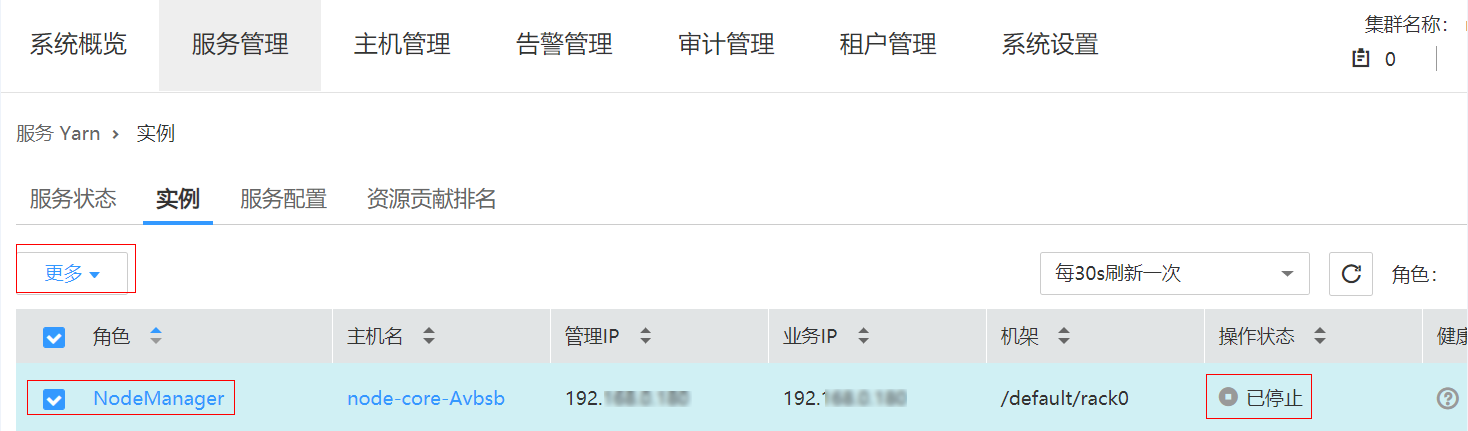 系统概览 服务管理 主机管理 告警管理 审计管理 租户管理 系统设置 集群名称:
0
服务 Yarn › 实例
服务状态 实例 服务配置 资源贡献排名
更多 每30s刷新一次 角色:
角色 主机名 管理IP 业务IP 机架 操作状态 健康
NodeManager node-core-Avbsb 192. 192. /default/rack0 已停止